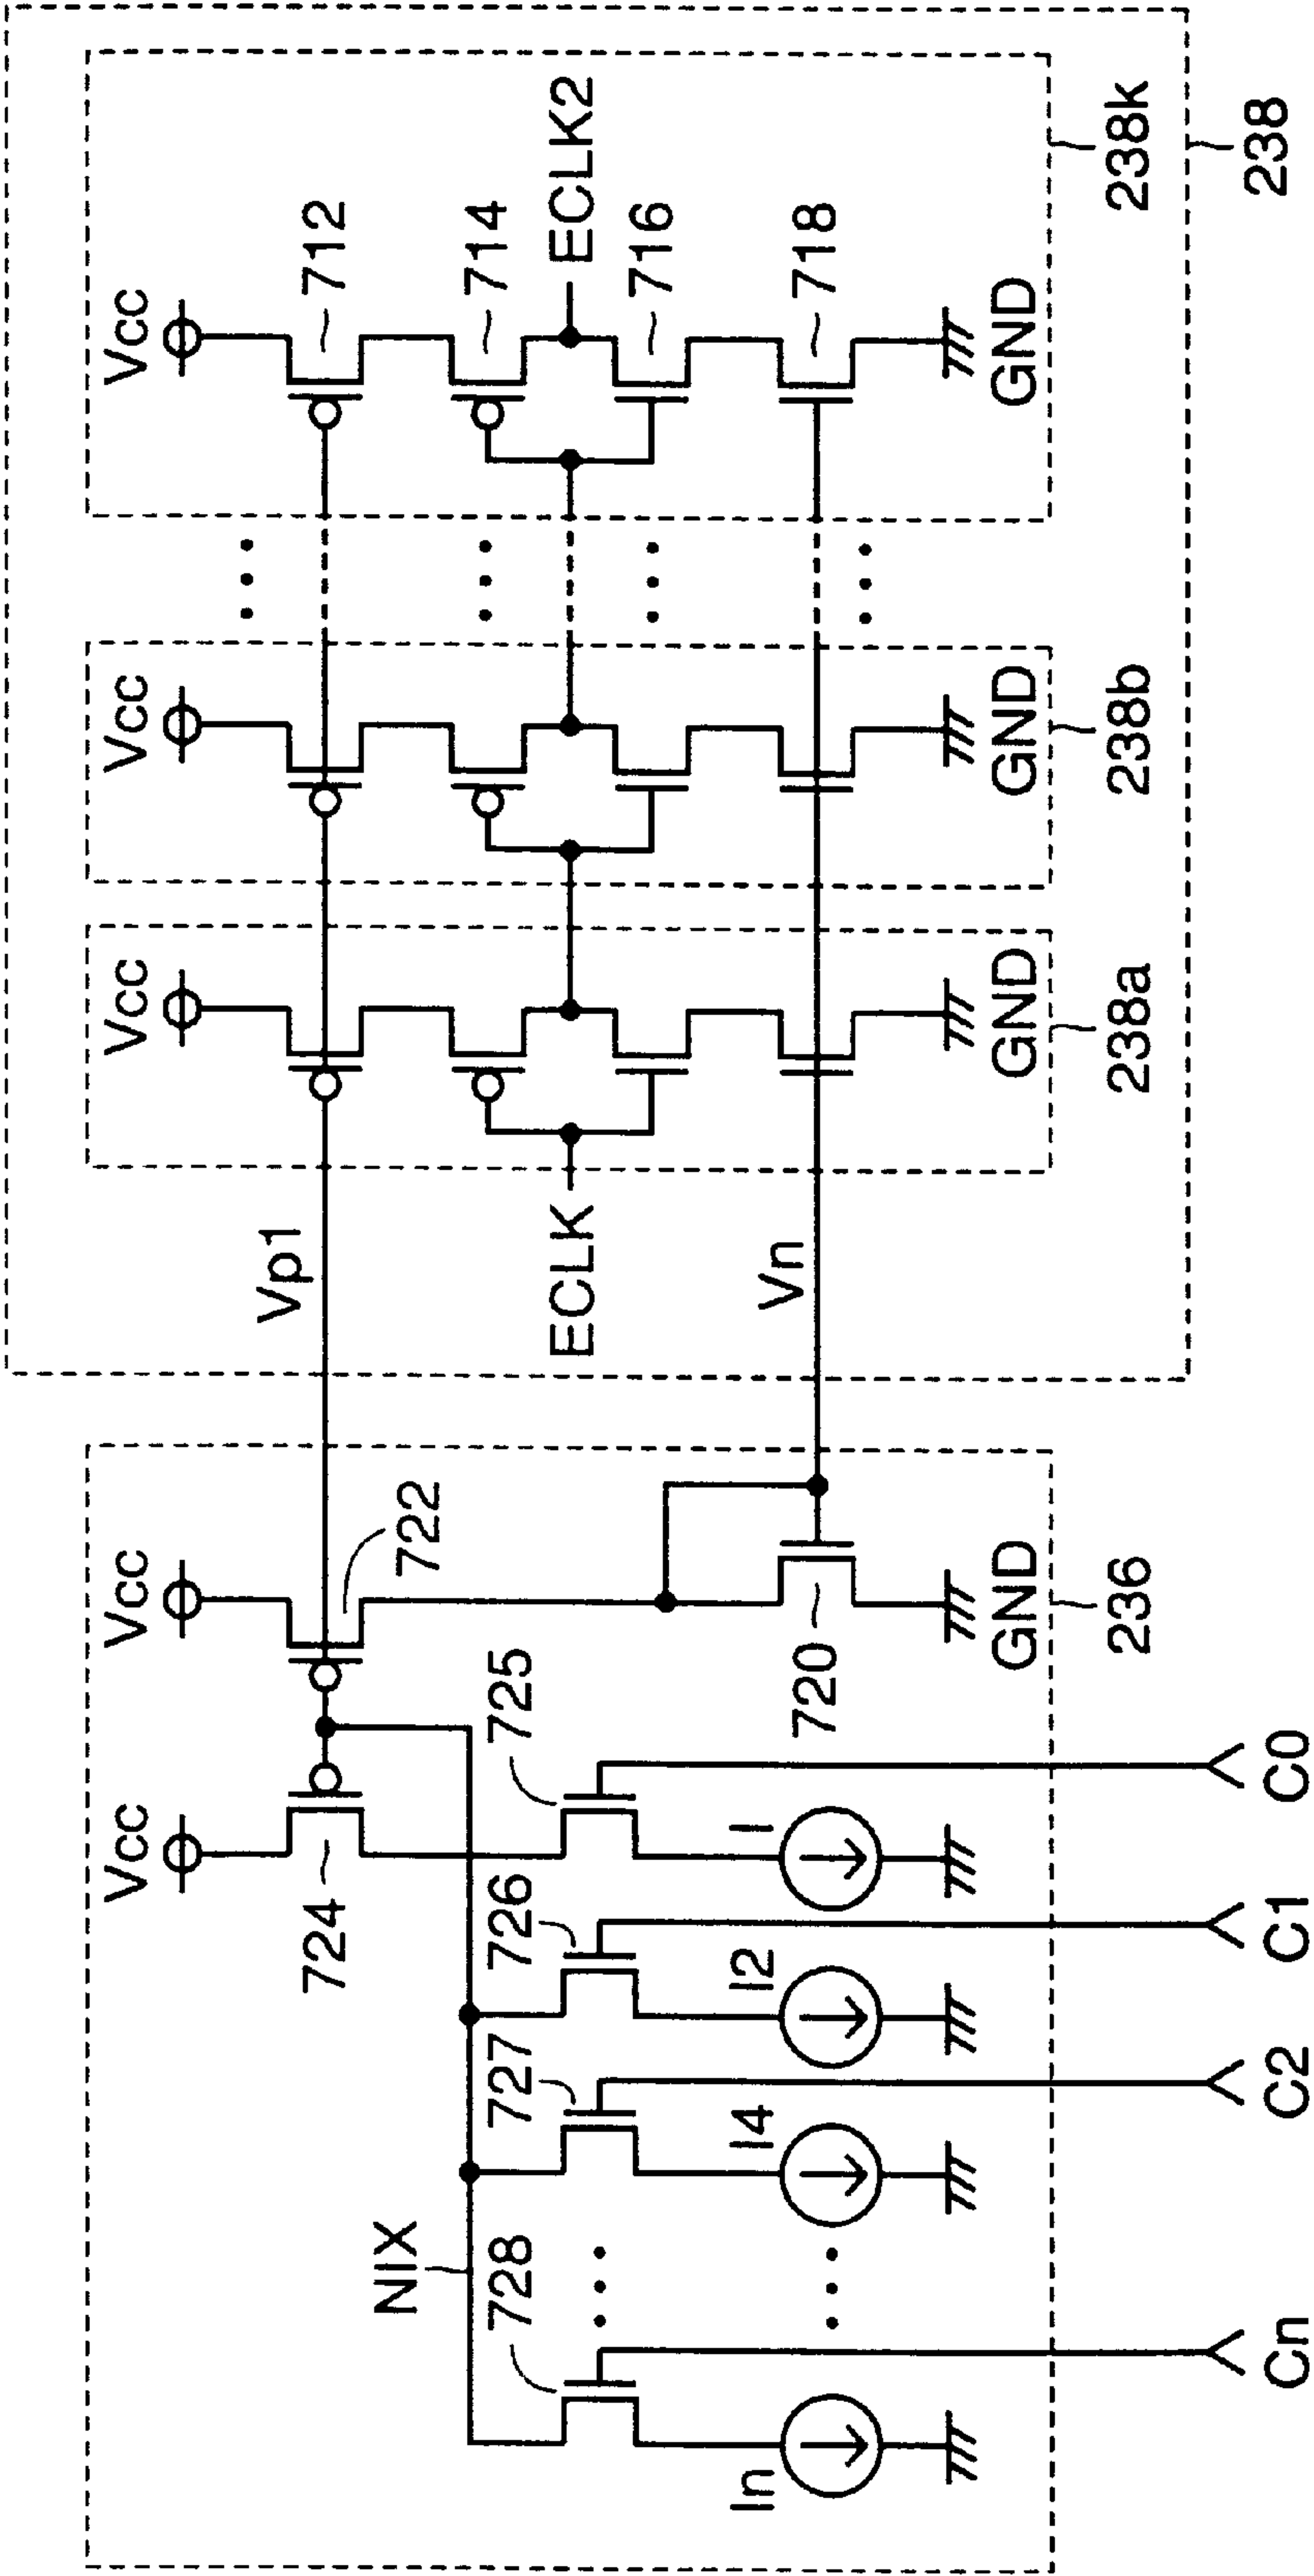 Vcc
Vcc
Vcc
Vcc
Vcc
724
722
Vp1
712
NIX
714
728
727
726
725
ECLK
ECLK2
716
In
I4
I2
I
720
Vn
718
GND
GND
GND
GND
236
238a
238b
238k
238
Cn
C2
C1
C0